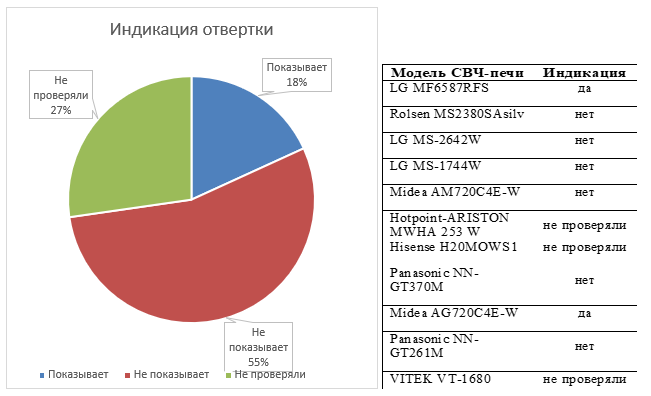 Индикация отвертки
Показывает
18%
Не
проверяли
27%
Не
показывает
55%
Показывает Не показывает Не проверяли
Модель СВЧ-печи Индикация
LG MF6587RFS да
Rolsen MS2380SAsilv нет
LG MS-2642W нет
LG MS-1744W нет
Midea AM720C4E-W нет
Hotpoint-ARISTON
MWHA 253 W не проверяли
Hisense H20MOWS1 не проверяли
Panasonic NN-
GT370M нет
Midea AG720C4E-W да
Panasonic NN-
GT261M нет
VITEK VT-1680 не проверяли